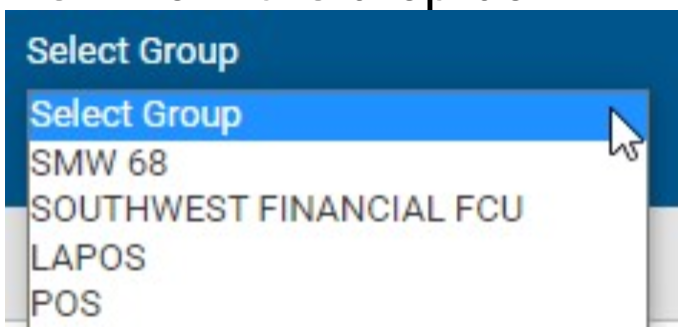 Select Group
Select Group
SMW 68
SOUTHWEST FINANCIAL FCU
LAPOS
POS